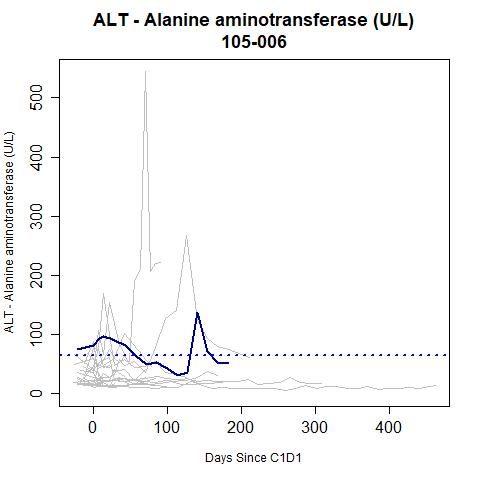 ALT - Alanine aminotransferase (U/L)
105-006
ALT - Alanine aminotransferase (U/L)
500
400
300
200
100
0
0 100 200 300 400
Days Since C1D1